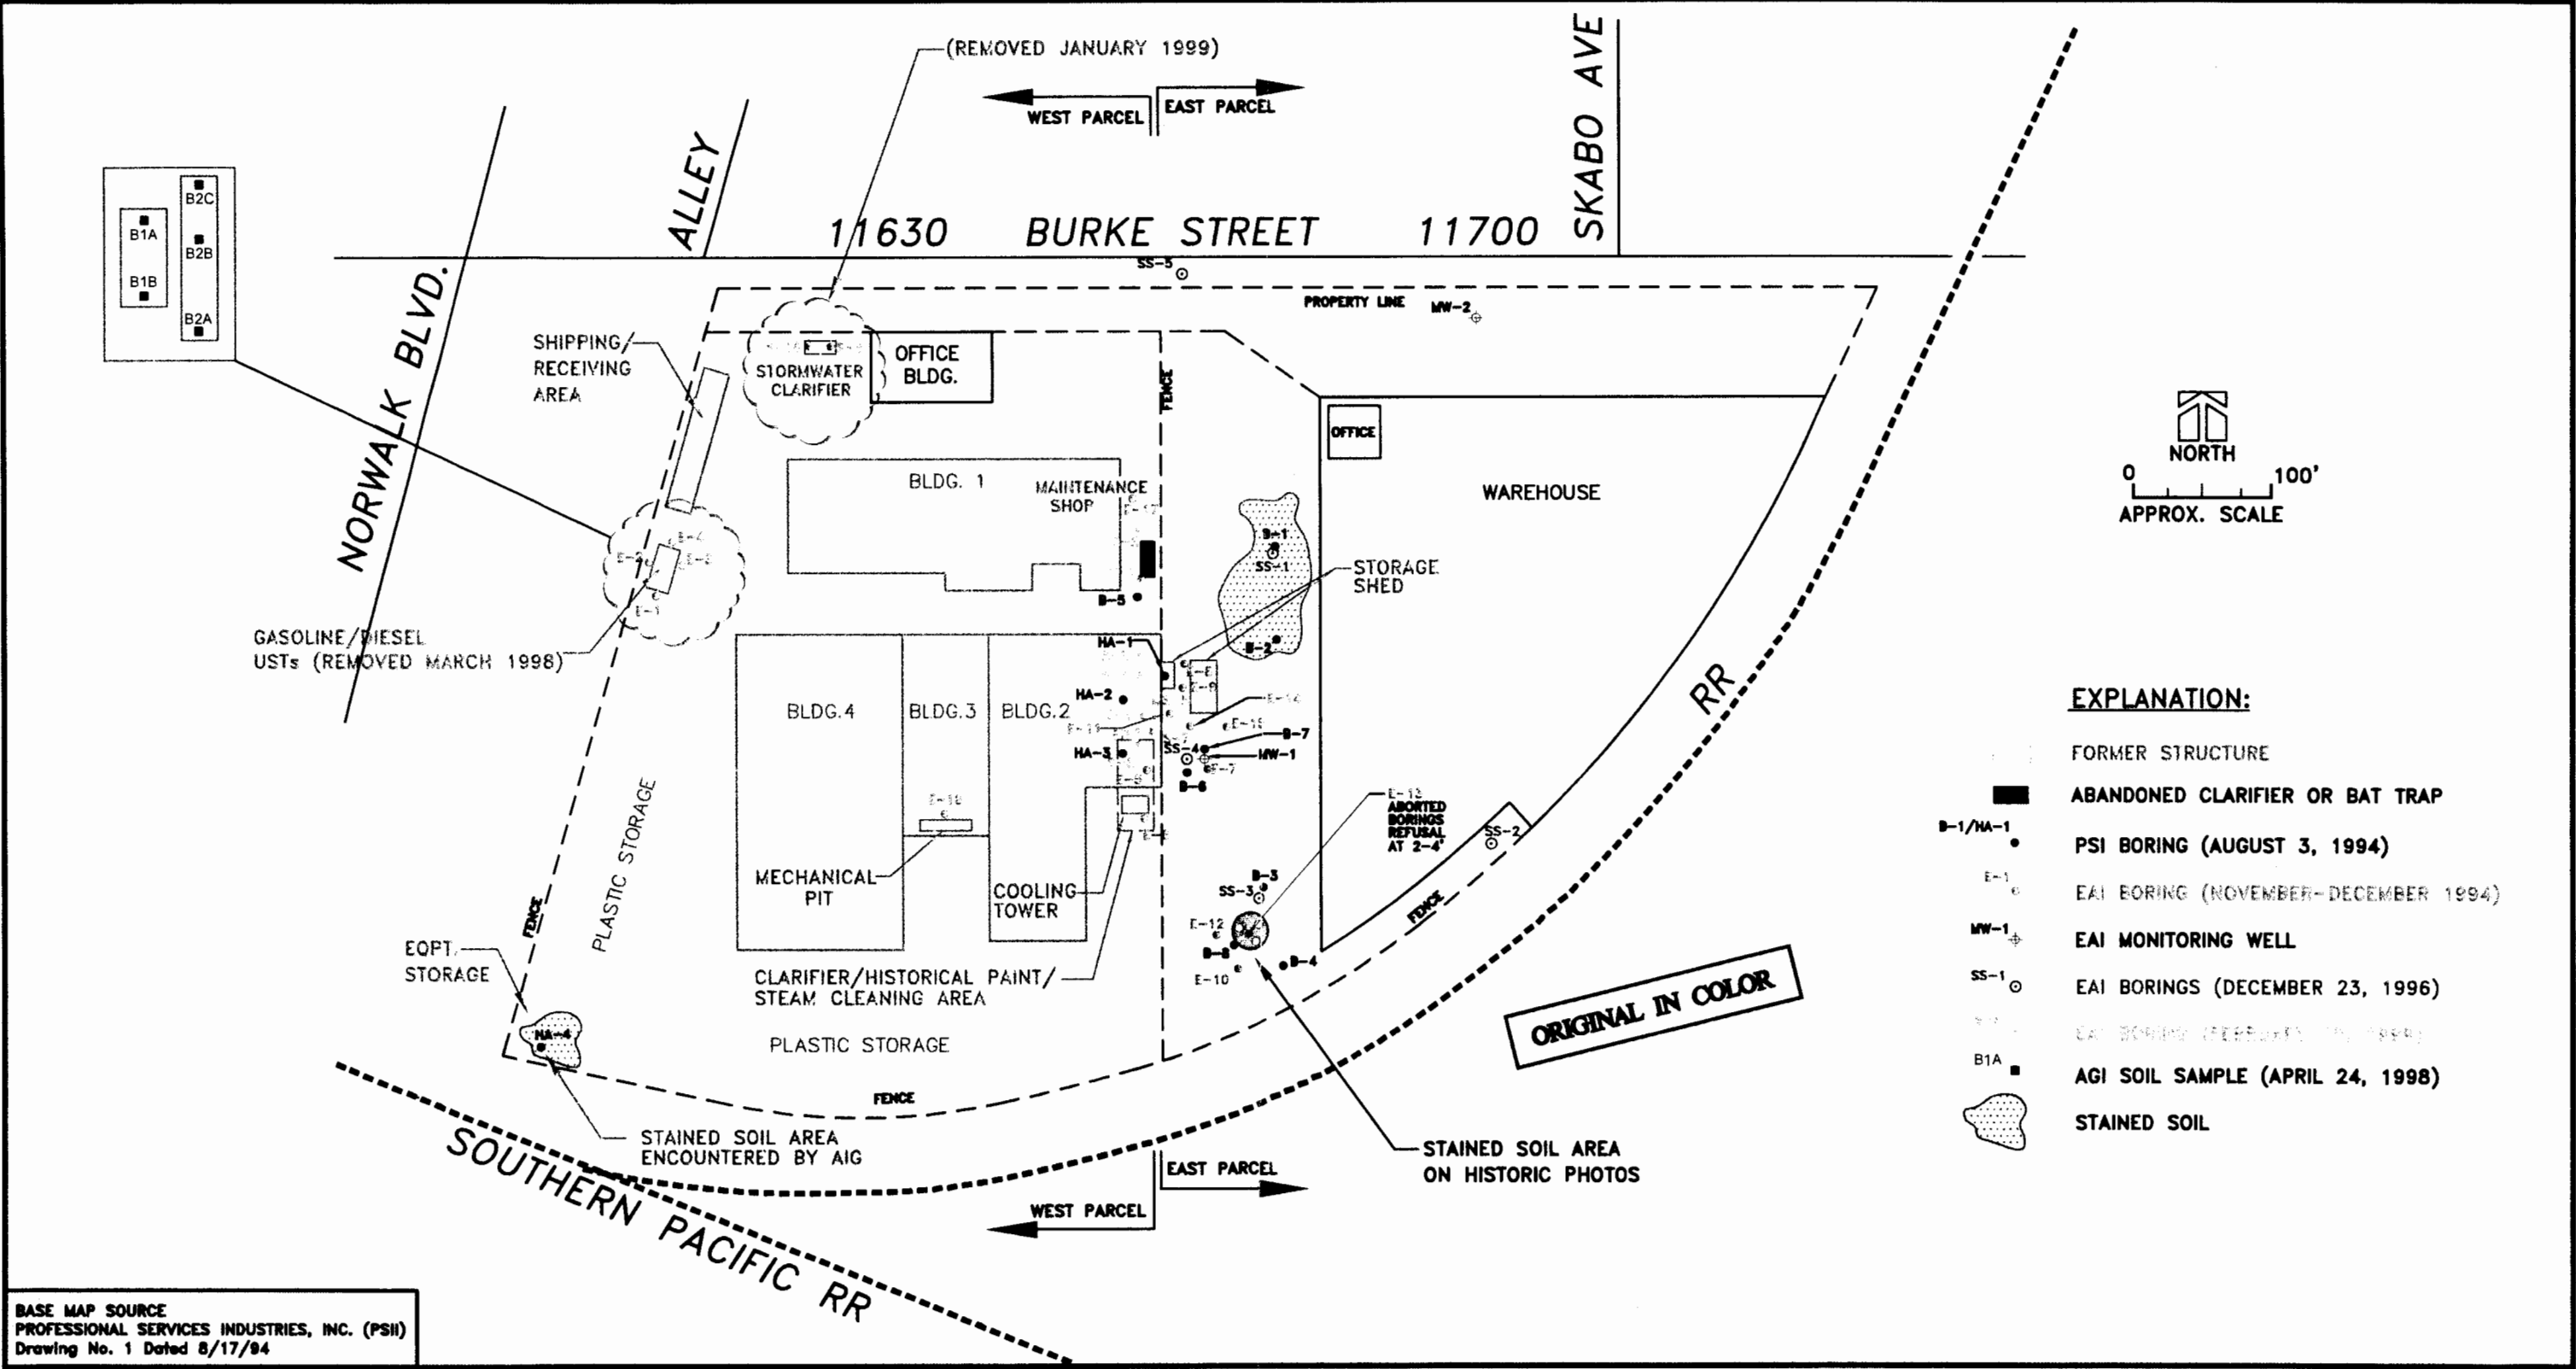 (REMOVED JANUARY 1999)
WEST PARCEL
EAST PARCEL
SKABO AVE
ALLEY
11630 BURKE STREET 11700
NORWALK BLVD.
B2C
B1A
B2B
B1B
B2A
SS-5
PROPERTY LINE
MW-2
SHIPPING/
RECEIVING
AREA
STORMWATER
CLARIFIER
OFFICE
BLDG.
FENCE
OFFICE
WAREHOUSE
NORTH
0 100'
APPROX. SCALE
BLDG. 1
MAINTENANCE
SHOP
B-1
SS-1
STORAGE
SHED
E-4
E-1
B-5
B-2
GASOLINE/DIESEL
USTs (REMOVED MARCH 1998)
HA-1
HA-2
BLDG.4
BLDG.3
BLDG.2
E-14
E-15
HA-3
SS-4
B-7
MW-1
E-7
B-6
RR
PLASTIC STORAGE
MECHANICAL
PIT
COOLING
TOWER
E-13
ABORTED
BORINGS
REFUSAL
AT 2-4'
SS-2
B-3
SS-3
E-12
B-8
E-10
B-4
FENCE
FENCE
EQPT.
STORAGE
CLARIFIER/HISTORICAL PAINT/
STEAM CLEANING AREA
HA-4
PLASTIC STORAGE
FENCE
ORIGINAL IN COLOR
STAINED SOIL AREA
ENCOUNTERED BY AIG
STAINED SOIL AREA
ON HISTORIC PHOTOS
EAST PARCEL
WEST PARCEL
SOUTHERN PACIFIC RR
EXPLANATION:
FORMER STRUCTURE
ABANDONED CLARIFIER OR BAT TRAP
B-1/HA-1
PSI BORING (AUGUST 3, 1994)
E-1
EAI BORING (NOVEMBER-DECEMBER 1994)
MW-1
EAI MONITORING WELL
SS-1
EAI BORINGS (DECEMBER 23, 1996)
B1A
AGI SOIL SAMPLE (APRIL 24, 1998)
STAINED SOIL
BASE MAP SOURCE
PROFESSIONAL SERVICES INDUSTRIES, INC. (PSII)
Drawing No. 1 Dated 8/17/94